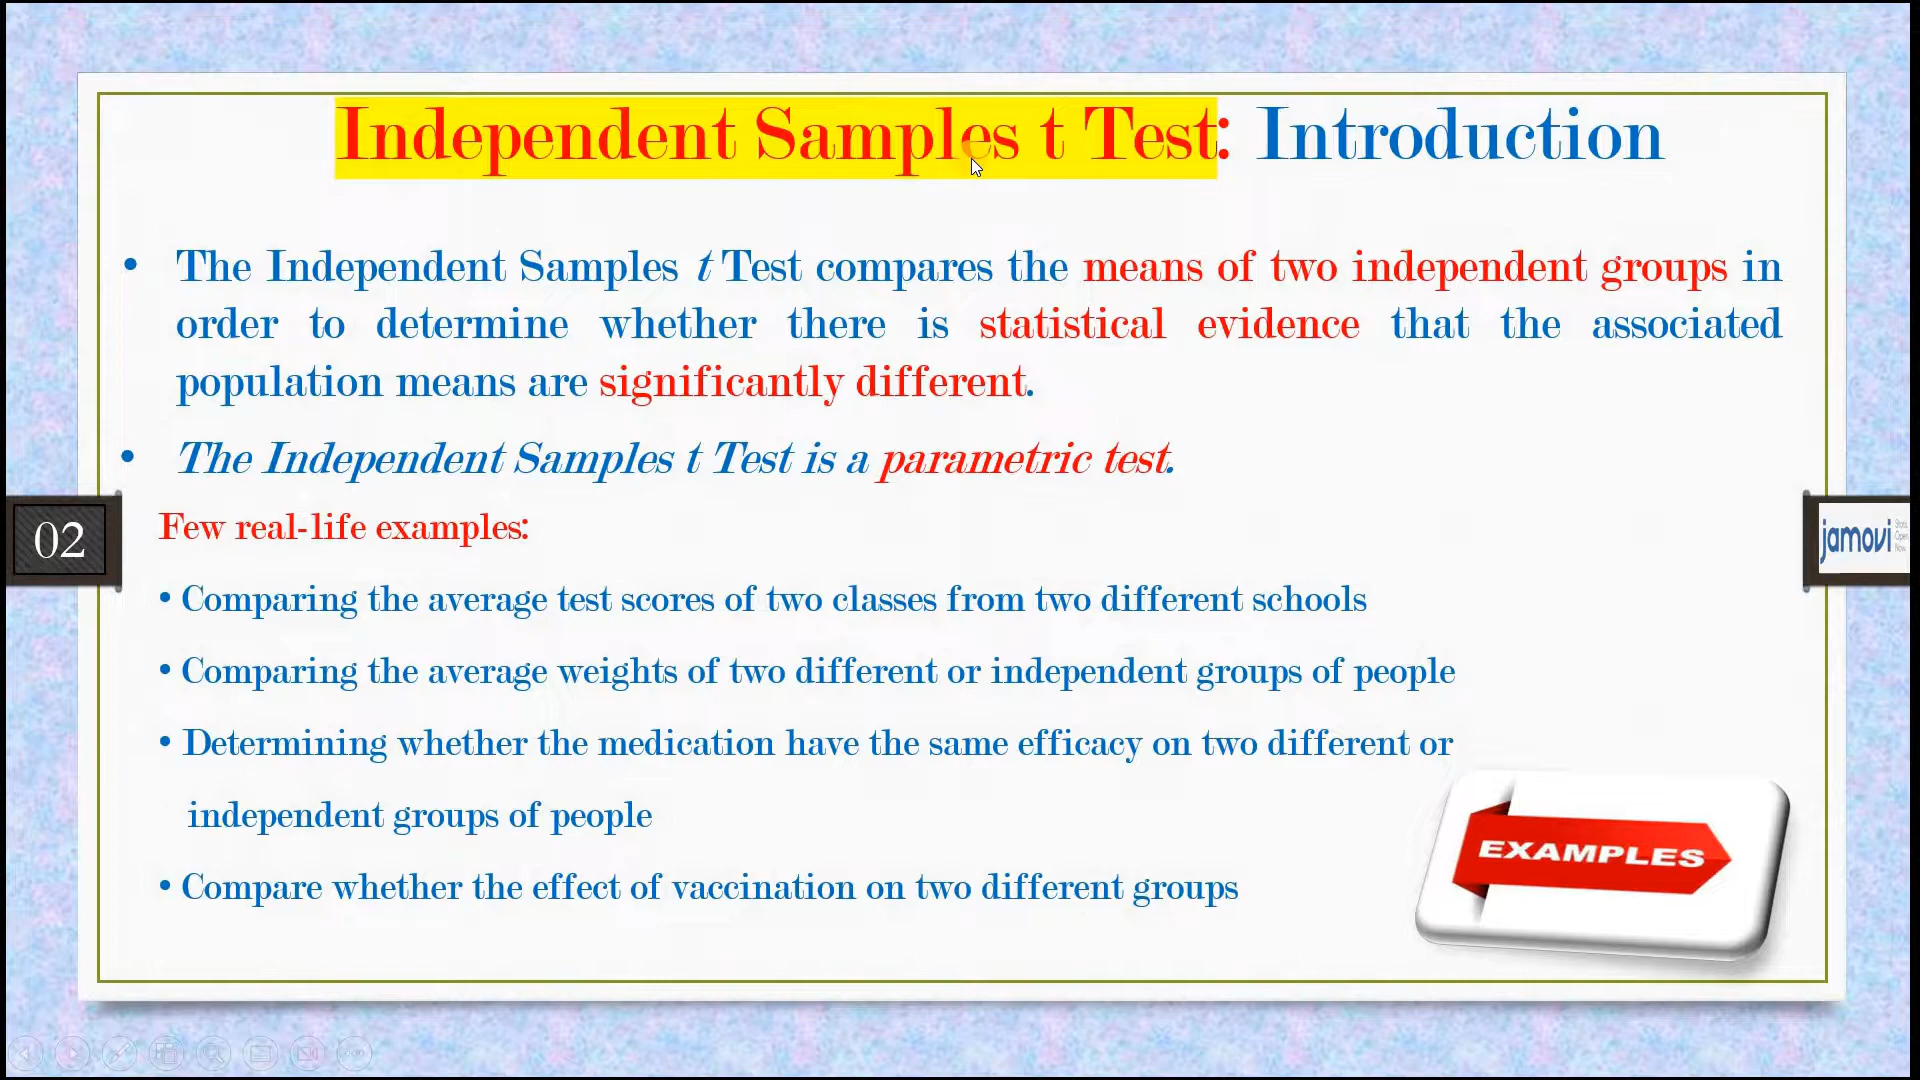 Independent Samples t Test: Introduction
• The Independent Samples t Test compares the means of two independent groups in
order to determine whether there is statistical evidence that the associated
population means are significantly different.
• The Independent Samples t Test is a parametric test.
02
Few real-life examples:
jamovi
Open
Now.
• Comparing the average test scores of two classes from two different schools
• Comparing the average weights of two different or independent groups of people
• Determining whether the medication have the same efficacy on two different or
independent groups of people
• Compare whether the effect of vaccination on two different groups
EXAMPLES